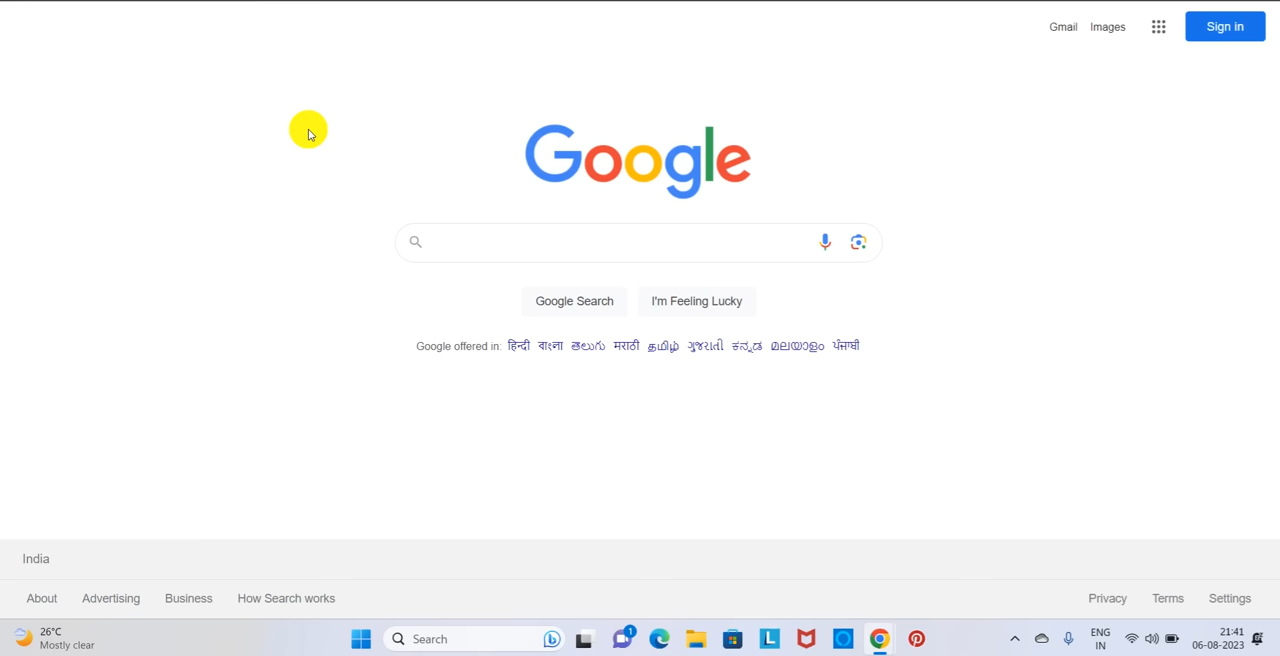 Gmail Images Sign in
Google
Google Search I'm Feeling Lucky
Google offered in: हिन्दी বাংলা తెలుగు मराठी தமிழ் ગુજરાતી ಕನ್ನಡ മലയാളം ਪੰਜਾਬੀ
India
About Advertising Business How Search works Privacy Terms Settings
26°C
Mostly clear
Search
1
L
ENG
IN
21:41
06-08-2023